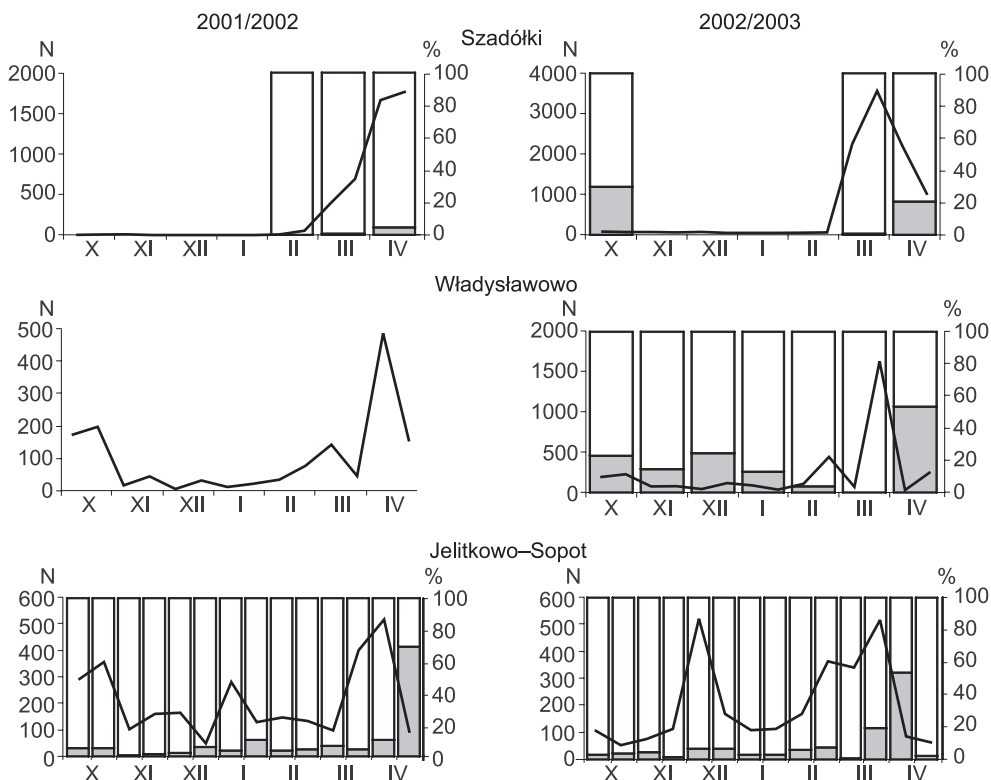 2001/2002 2002/2003
Szadółki
N % N %
2000 100 4000 100
80 80
1500 3000
60 60
1000 2000
40 40
500 1000
20 20
0 0 0 0
X XI XII I II III IV X XI XII I II III IV
Władysławowo
N N %
500 2000 100
400 80
1500
300 60
1000
200 40
500
100 20
0 0 0
X XI XII I II III IV X XI XII I II III IV
Jelitkowo–Sopot
N % N %
600 100 600 100
500 80 500 80
400 400
60 60
300 300
40 40
200 200
20 20
100 100
0 0 0 0
X XI XII I II III IV X XI XII I II III IV